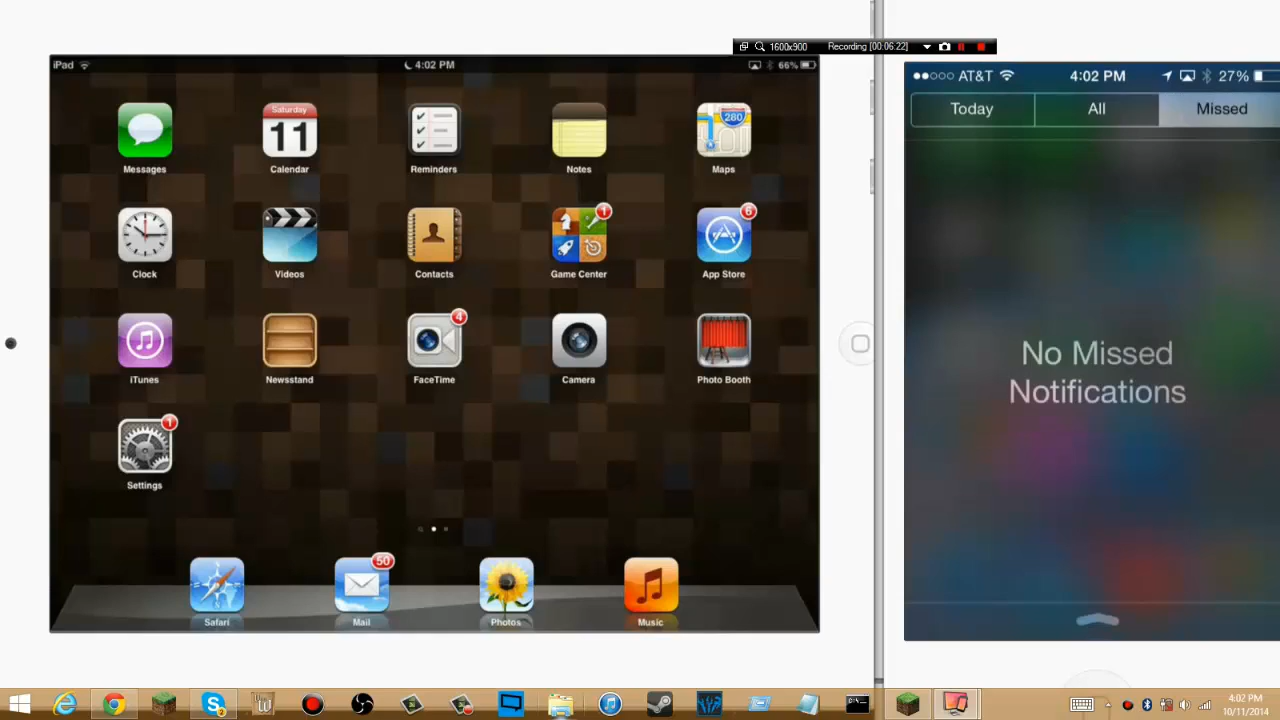 1600x900 Recording [00:06:22]
iPad 4:02 PM 66%
AT&T 4:02 PM 27%
Today All Missed
Saturday
11
280
Messages Calendar Reminders Notes Maps
1 6
Clock Videos Contacts Game Center App Store
4
iTunes Newsstand FaceTime Camera Photo Booth
1
Settings
No Missed
Notifications
50
Safari Mail Photos Music
2
4:02 PM
10/11/2014